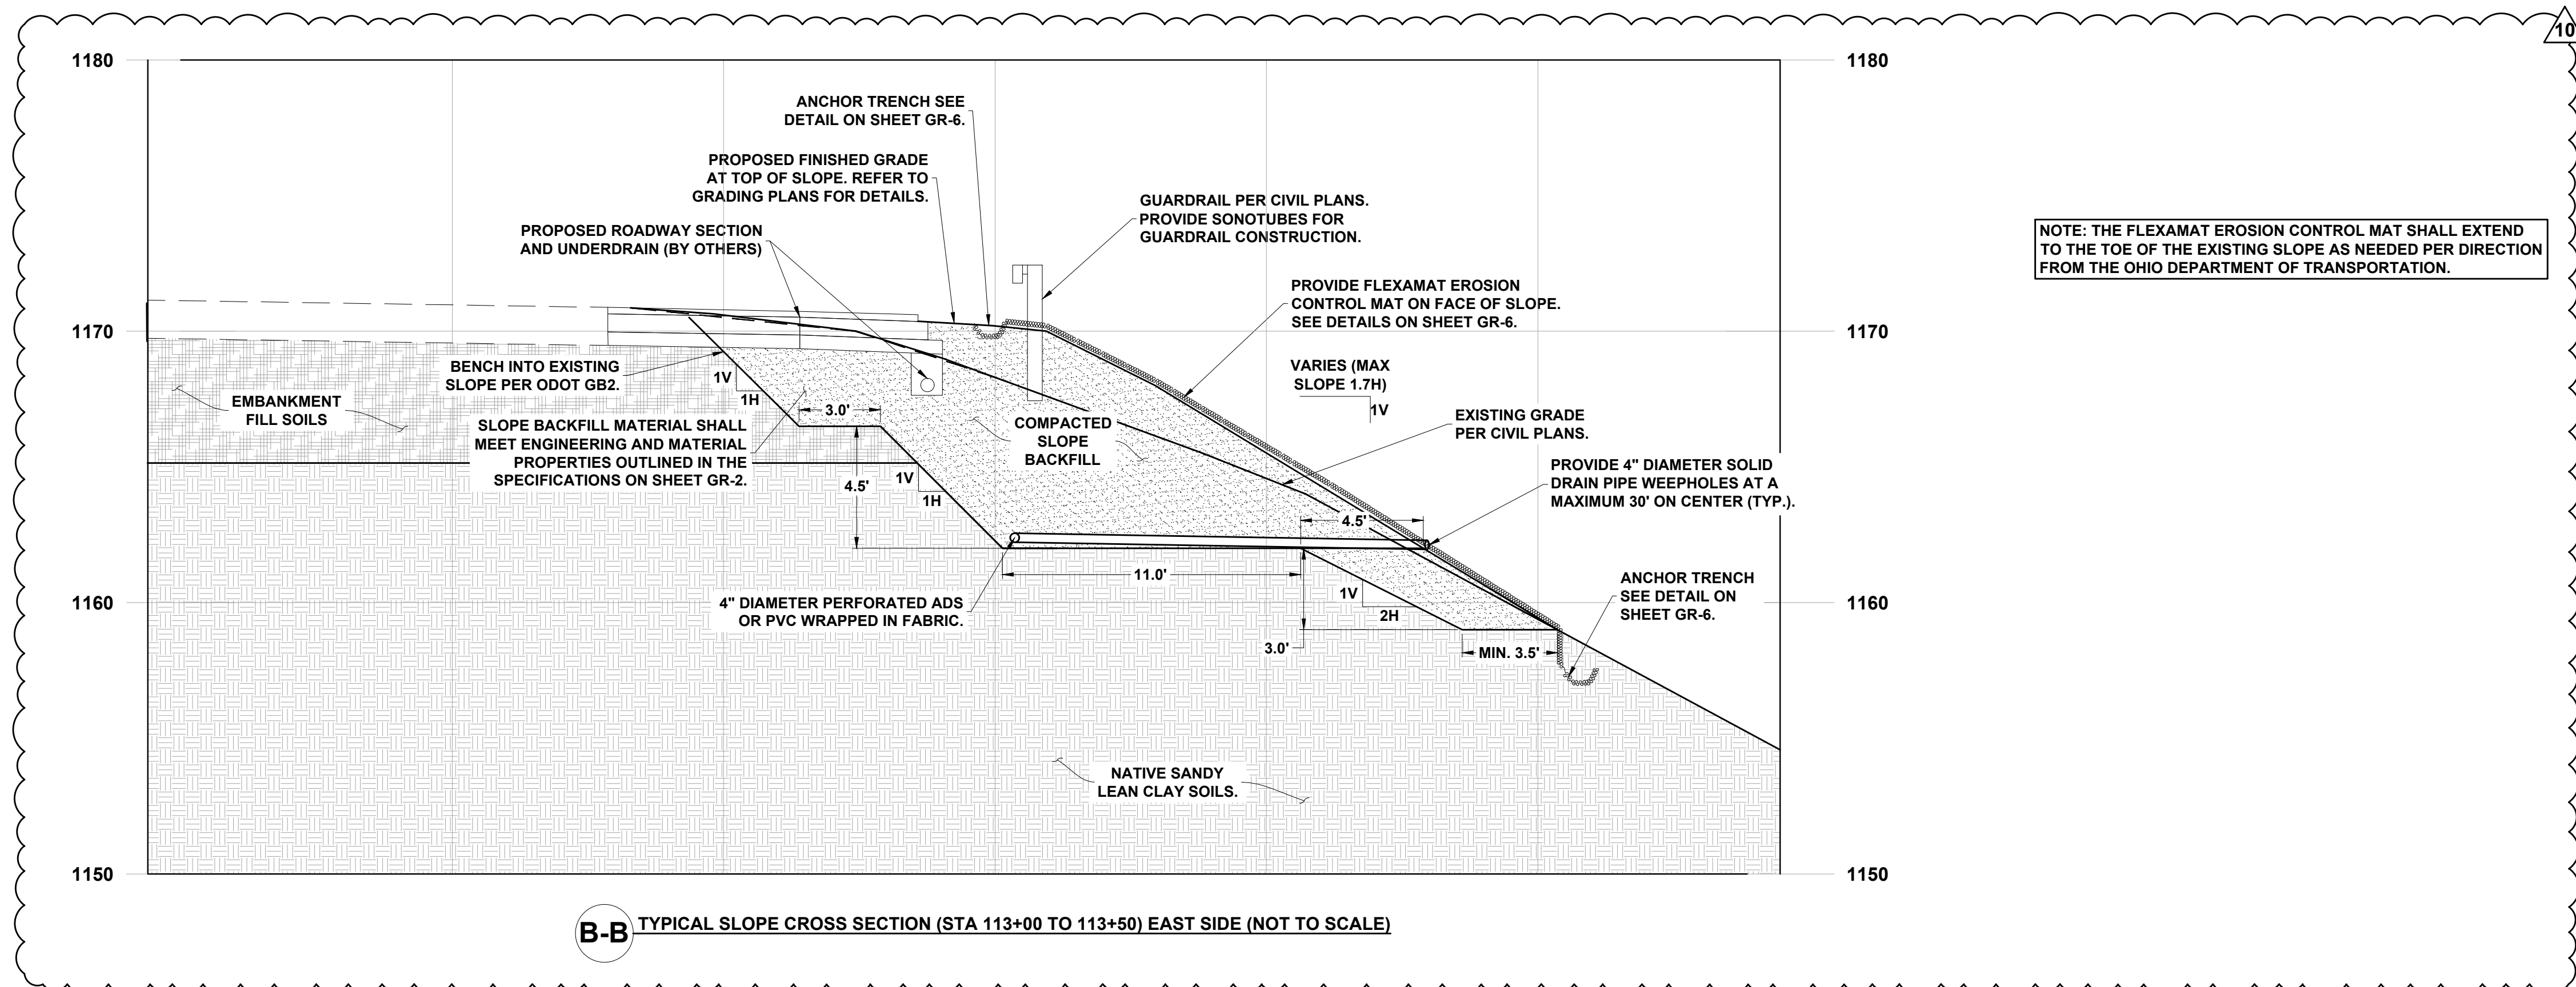 10
1180
1180
ANCHOR TRENCH SEE
DETAIL ON SHEET GR-6.
PROPOSED FINISHED GRADE
AT TOP OF SLOPE. REFER TO
GRADING PLANS FOR DETAILS.
GUARDRAIL PER CIVIL PLANS.
PROVIDE SONOTUBES FOR
GUARDRAIL CONSTRUCTION.
PROPOSED ROADWAY SECTION
AND UNDERDRAIN (BY OTHERS)
NOTE: THE FLEXAMAT EROSION CONTROL MAT SHALL EXTEND
TO THE TOE OF THE EXISTING SLOPE AS NEEDED PER DIRECTION
FROM THE OHIO DEPARTMENT OF TRANSPORTATION.
PROVIDE FLEXAMAT EROSION
CONTROL MAT ON FACE OF SLOPE.
SEE DETAILS ON SHEET GR-6.
1170
1170
BENCH INTO EXISTING
SLOPE PER ODOT GB2.
1V
1H
VARIES (MAX
SLOPE 1.7H)
1V
EMBANKMENT
FILL SOILS
3.0'
EXISTING GRADE
PER CIVIL PLANS.
SLOPE BACKFILL MATERIAL SHALL
MEET ENGINEERING AND MATERIAL
PROPERTIES OUTLINED IN THE
SPECIFICATIONS ON SHEET GR-2.
COMPACTED
SLOPE
BACKFILL
4.5'
1V
1H
PROVIDE 4" DIAMETER SOLID
DRAIN PIPE WEEPHOLES AT A
MAXIMUM 30' ON CENTER (TYP.).
4.5'
11.0'
4" DIAMETER PERFORATED ADS
OR PVC WRAPPED IN FABRIC.
1V
2H
ANCHOR TRENCH
SEE DETAIL ON
SHEET GR-6.
1160
1160
3.0'
MIN. 3.5'
NATIVE SANDY
LEAN CLAY SOILS.
1150
1150
B-B TYPICAL SLOPE CROSS SECTION (STA 113+00 TO 113+50) EAST SIDE (NOT TO SCALE)